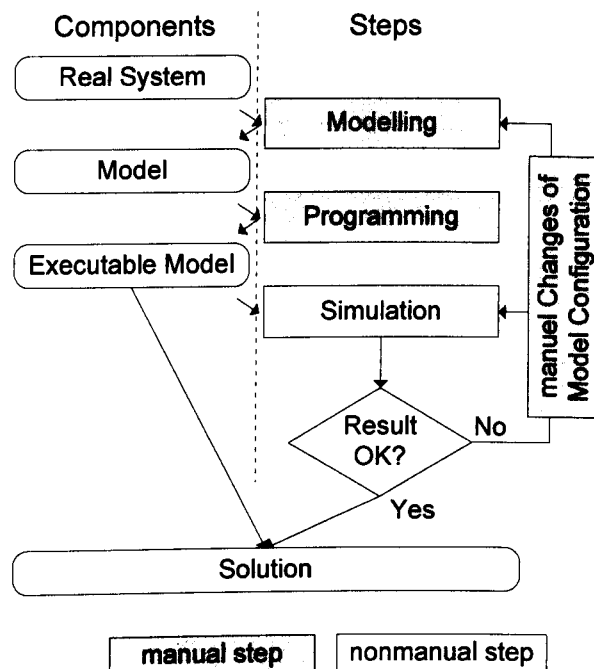 Components
Steps
Real System
Modelling
Model
Programming
Executable Model
Simulation
manuel Changes of
Model Configuration
Result
OK?
No
Yes
Solution
manual step
nonmanual step